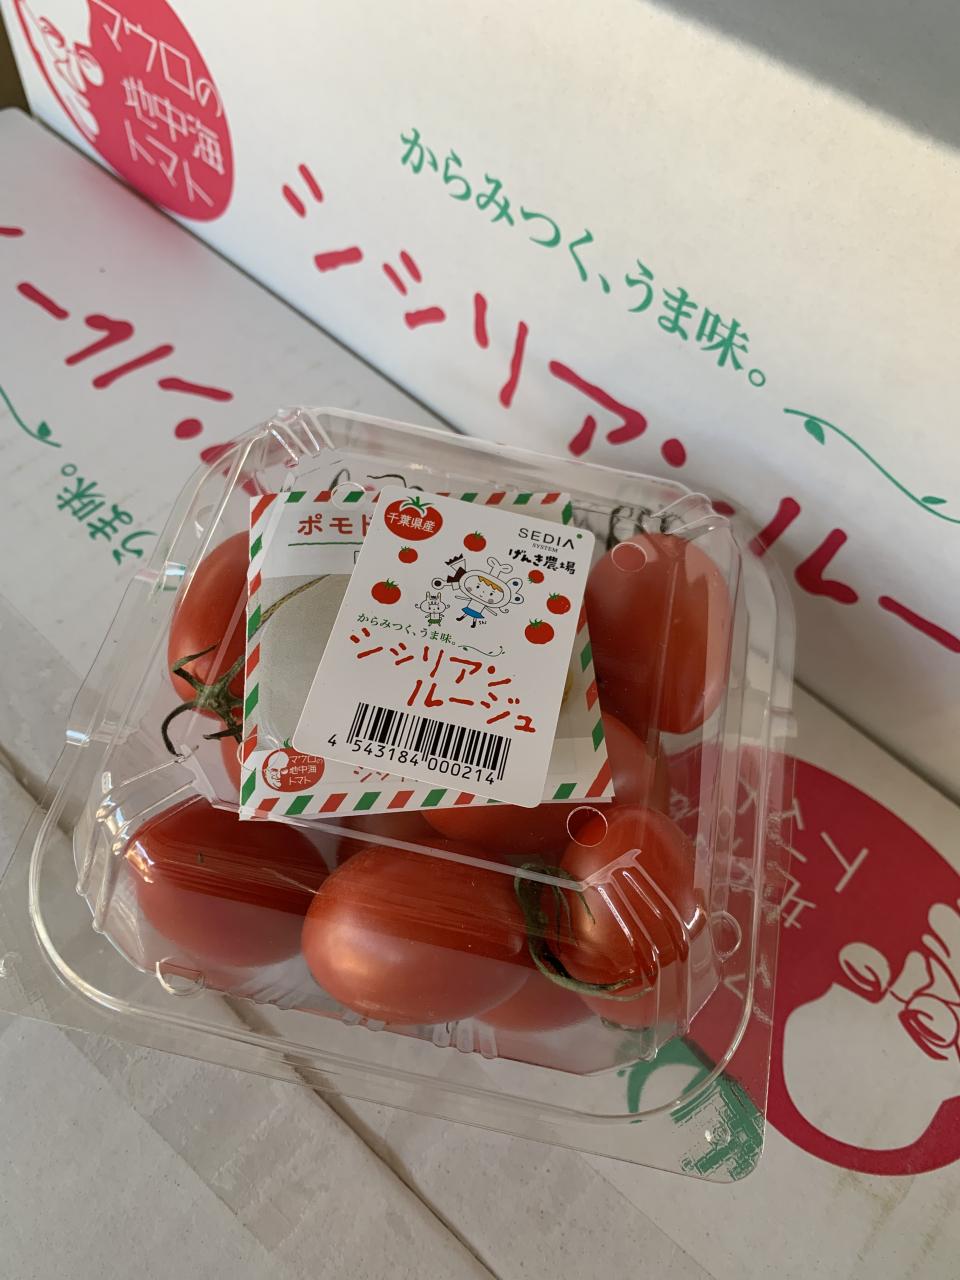 マウロの
地中海
トマト
からみつく、うま味。
シシリアンルー
うま味。
ポモド
千葉県産
SEDIA
SYSTEM
げんき農場
からみつく、うま味。
シシリアン
ルージュ
4 543184 000214
マウロの
地中海
トマト